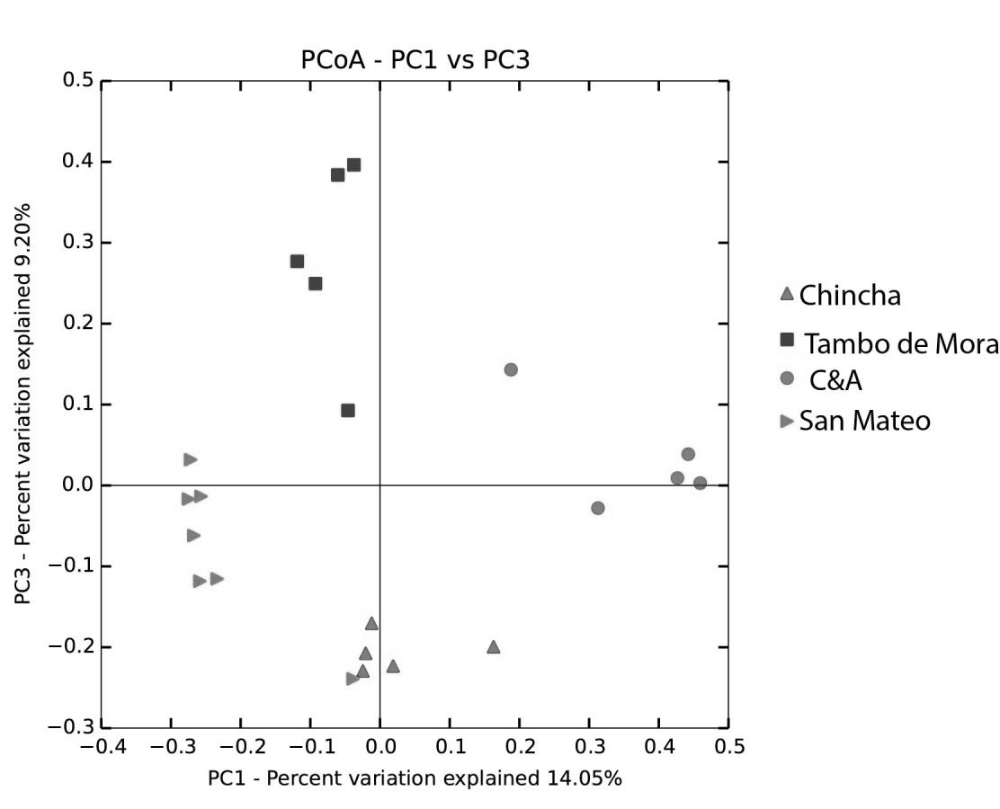 PCoA - PC1 vs PC3
0.5
0.4
0.3
0.2
0.1
0.0
−0.1
−0.2
−0.3
PC3 - Percent variation explained 9.20%
−0.4 −0.3 −0.2 −0.1 0.0 0.1 0.2 0.3 0.4 0.5
PC1 - Percent variation explained 14.05%
Chincha
Tambo de Mora
C&A
San Mateo